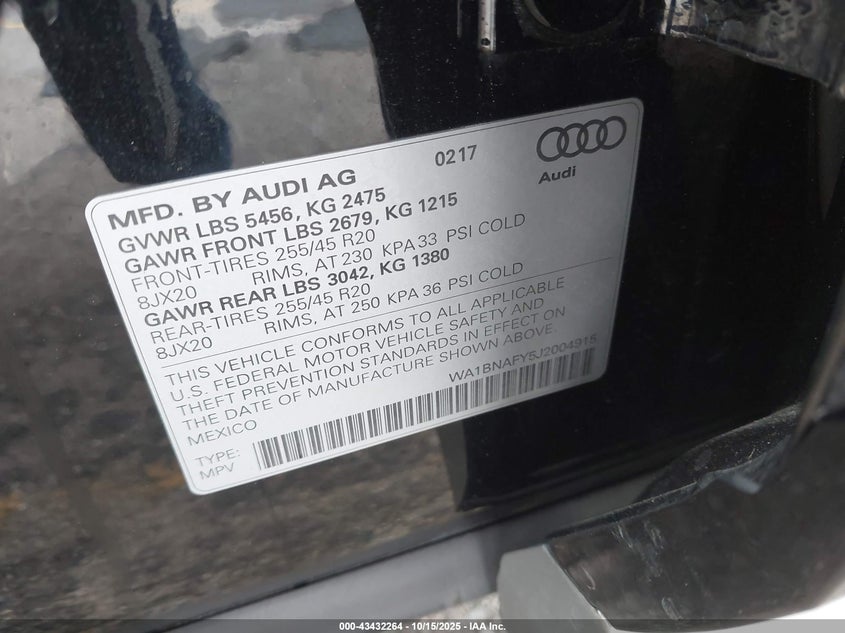 0217
Audi
MFD. BY AUDI AG
GVWR LBS 5456, KG 2475
GAWR FRONT LBS 2679, KG 1215
FRONT-TIRES 255/45 R20
8JX20 RIMS, AT 230 KPA 33 PSI COLD
GAWR REAR LBS 3042, KG 1380
REAR-TIRES 255/45 R20
8JX20 RIMS, AT 250 KPA 36 PSI COLD
THIS VEHICLE CONFORMS TO ALL APPLICABLE
U.S. FEDERAL MOTOR VEHICLE SAFETY AND
THEFT PREVENTION STANDARDS IN EFFECT ON
THE DATE OF MANUFACTURE SHOWN ABOVE.
MEXICO
WA1BNAFY5J2004915
TYPE:
MPV
000-43432264 - 10/15/2025 - IAA Inc.